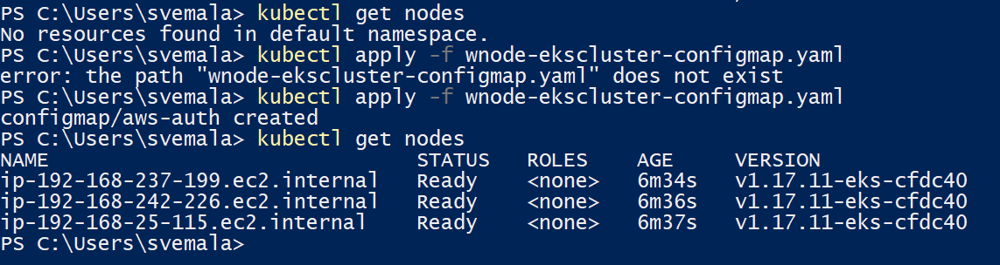 PS C:\Users\svemala> kubectl get nodes
No resources found in default namespace.
PS C:\Users\svemala> kubectl apply -f wnode-ekscluster-configmap.yaml
error: the path "wnode-ekscluster-configmap.yaml" does not exist
PS C:\Users\svemala> kubectl apply -f wnode-ekscluster-configmap.yaml
configmap/aws-auth created
PS C:\Users\svemala> kubectl get nodes
NAME STATUS ROLES AGE VERSION
ip-192-168-237-199.ec2.internal Ready <none> 6m34s v1.17.11-eks-cfdc40
ip-192-168-242-226.ec2.internal Ready <none> 6m36s v1.17.11-eks-cfdc40
ip-192-168-25-115.ec2.internal Ready <none> 6m37s v1.17.11-eks-cfdc40
PS C:\Users\svemala>